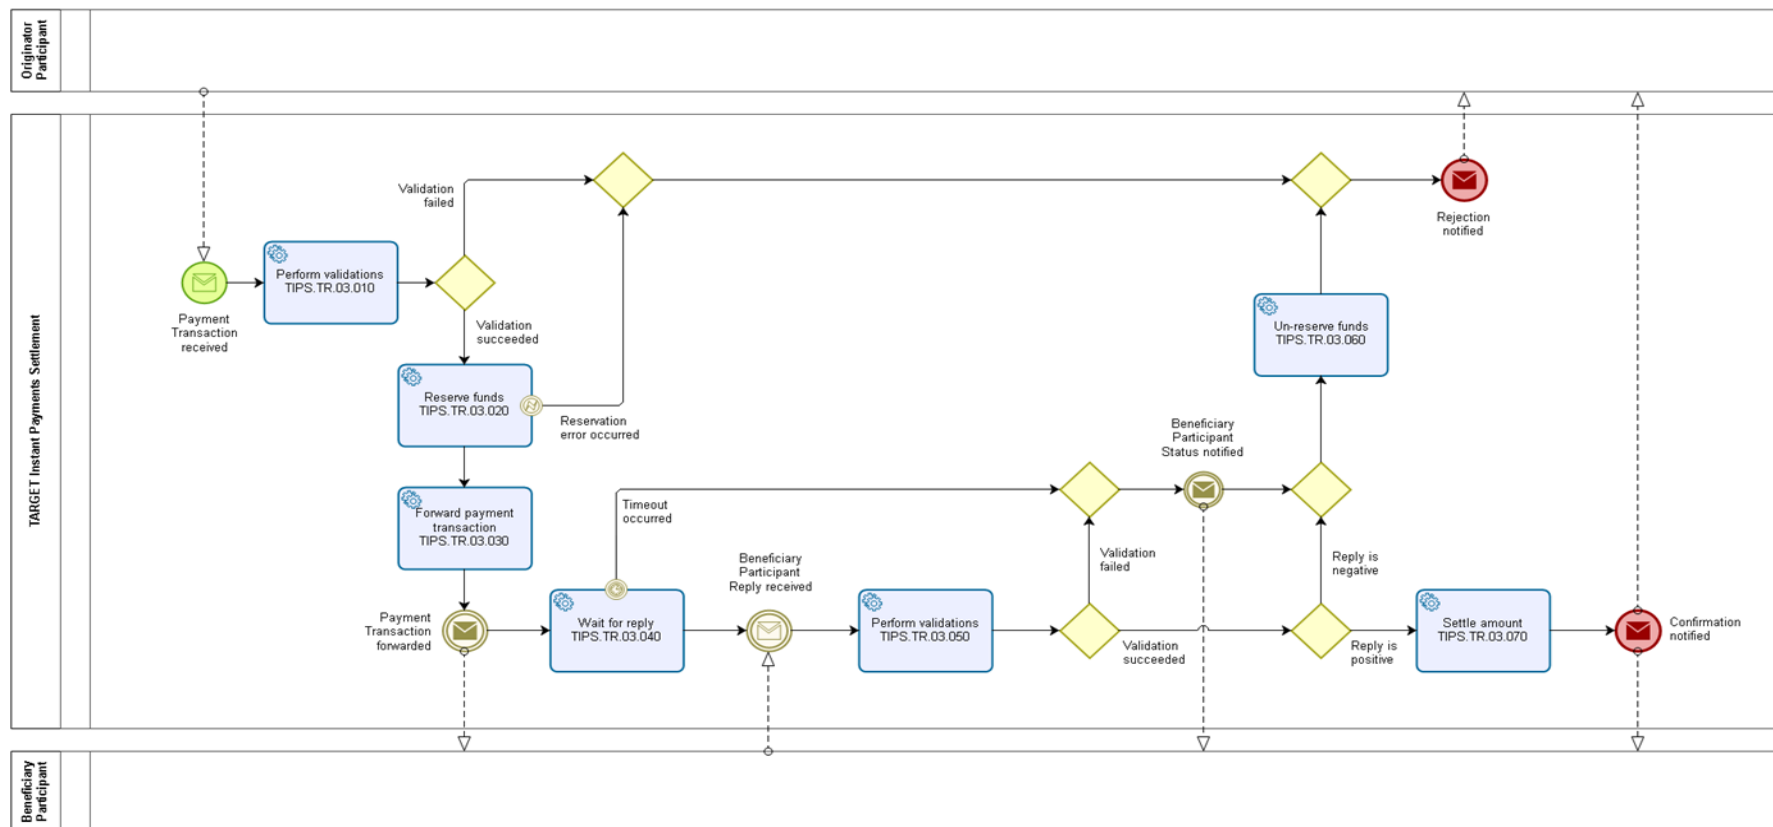 Originator
Participant
TARGET Instant Payments Settlement
Validation
failed
Rejection
notified
Perform validations
TIPS.TR.03.010
Payment
Transaction
received
Validation
succeeded
Un-reserve funds
TIPS.TR.03.060
Reserve funds
TIPS.TR.03.020
Reservation
error occurred
Beneficiary
Participant
Status notified
Timeout
occurred
Forward payment
transaction
TIPS.TR.03.030
Beneficiary
Participant
Reply received
Validation
failed
Reply is
negative
Payment
Transaction
forwarded
Wait for reply
TIPS.TR.03.040
Perform validations
TIPS.TR.03.050
Validation
succeeded
Reply is
positive
Settle amount
TIPS.TR.03.070
Confirmation
notified
Beneficiary
Participant